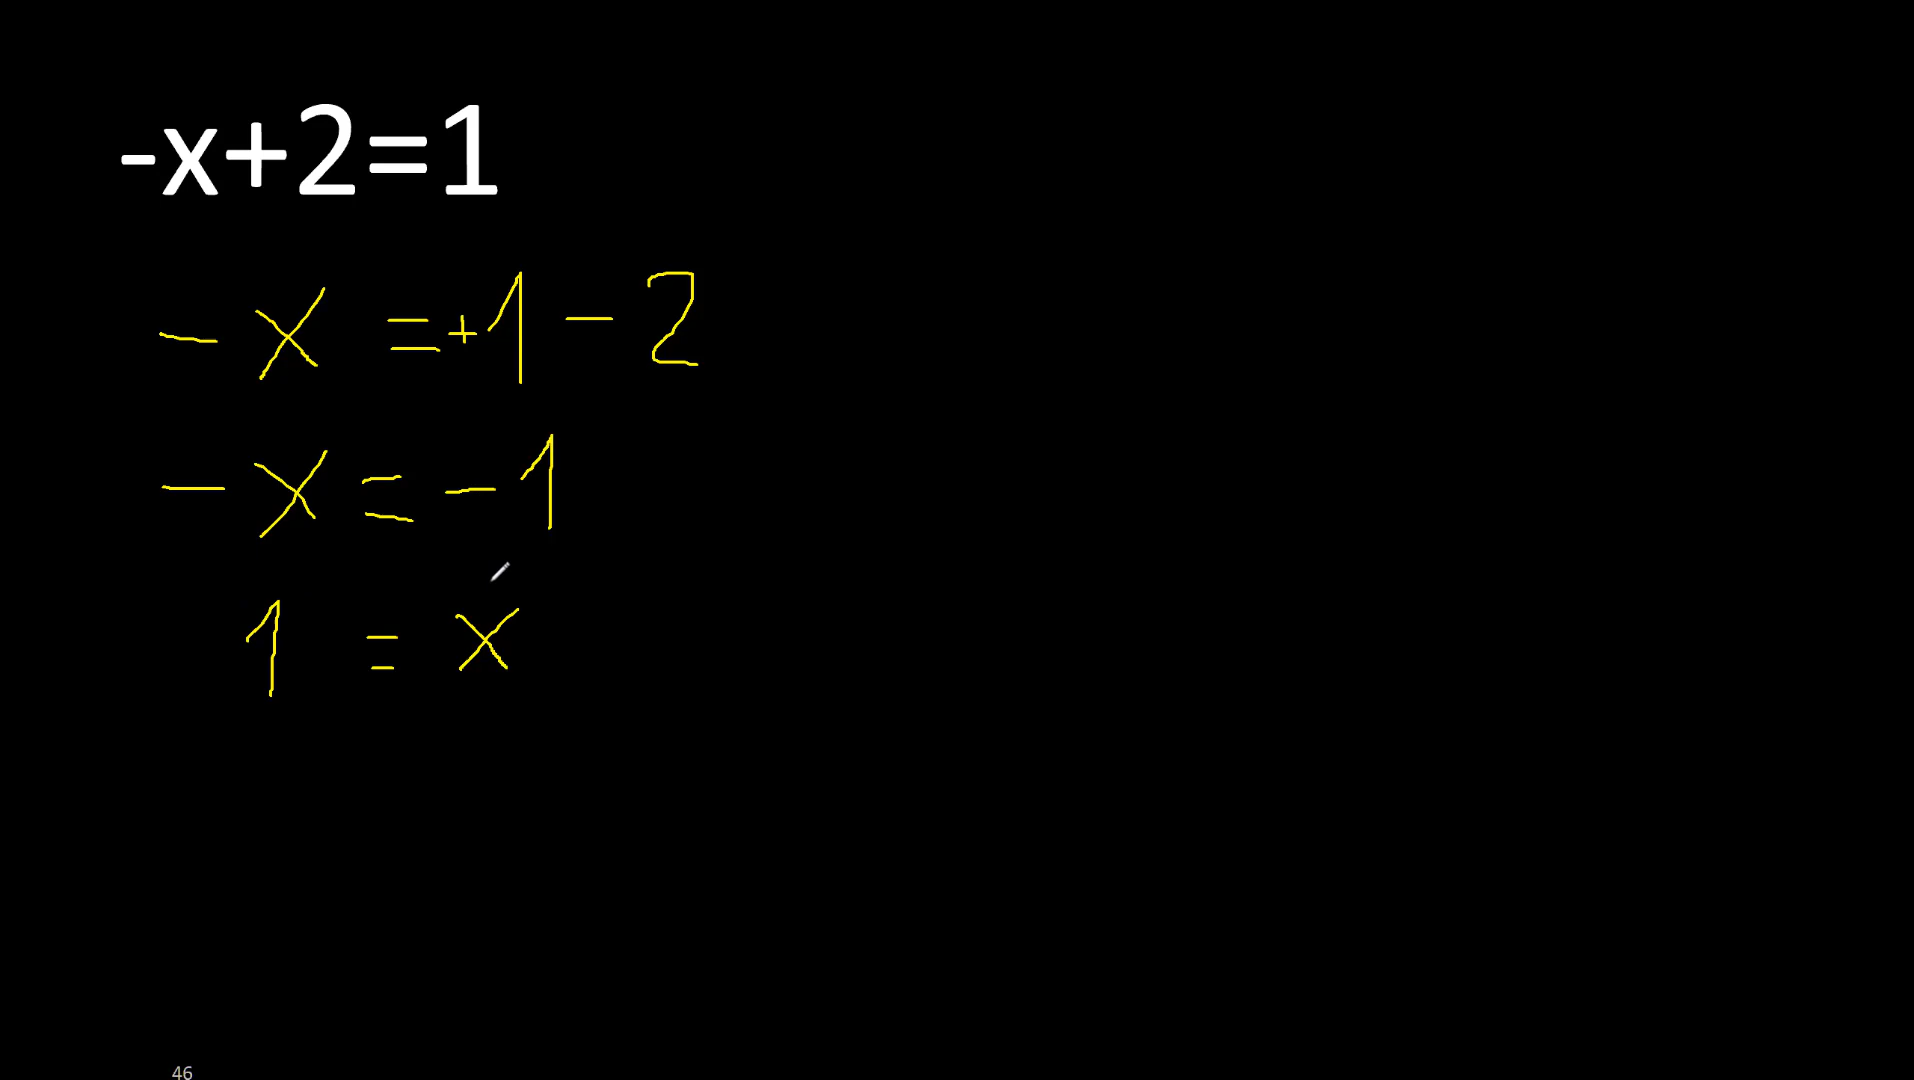 -x+2=1
- x = +1 - 2
- x = - 1
1 = x
46